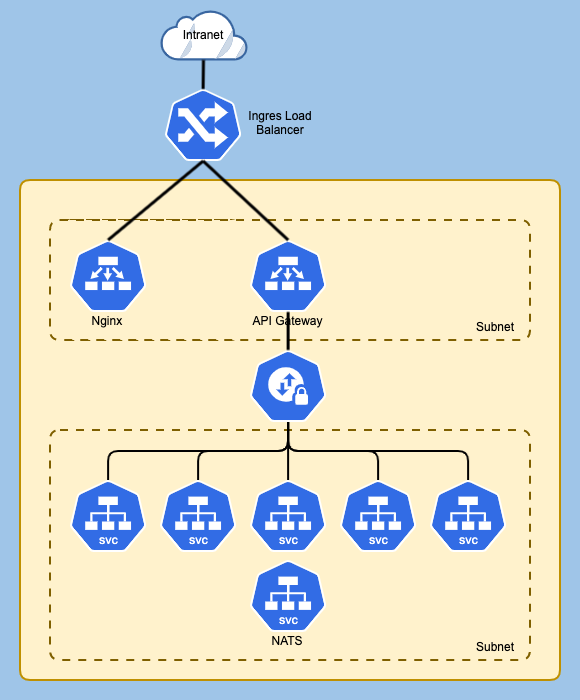 Intranet
Ingres Load
Balancer
Nginx
API Gateway
Subnet
svc
svc
svc
svc
svc
svc
NATS
Subnet